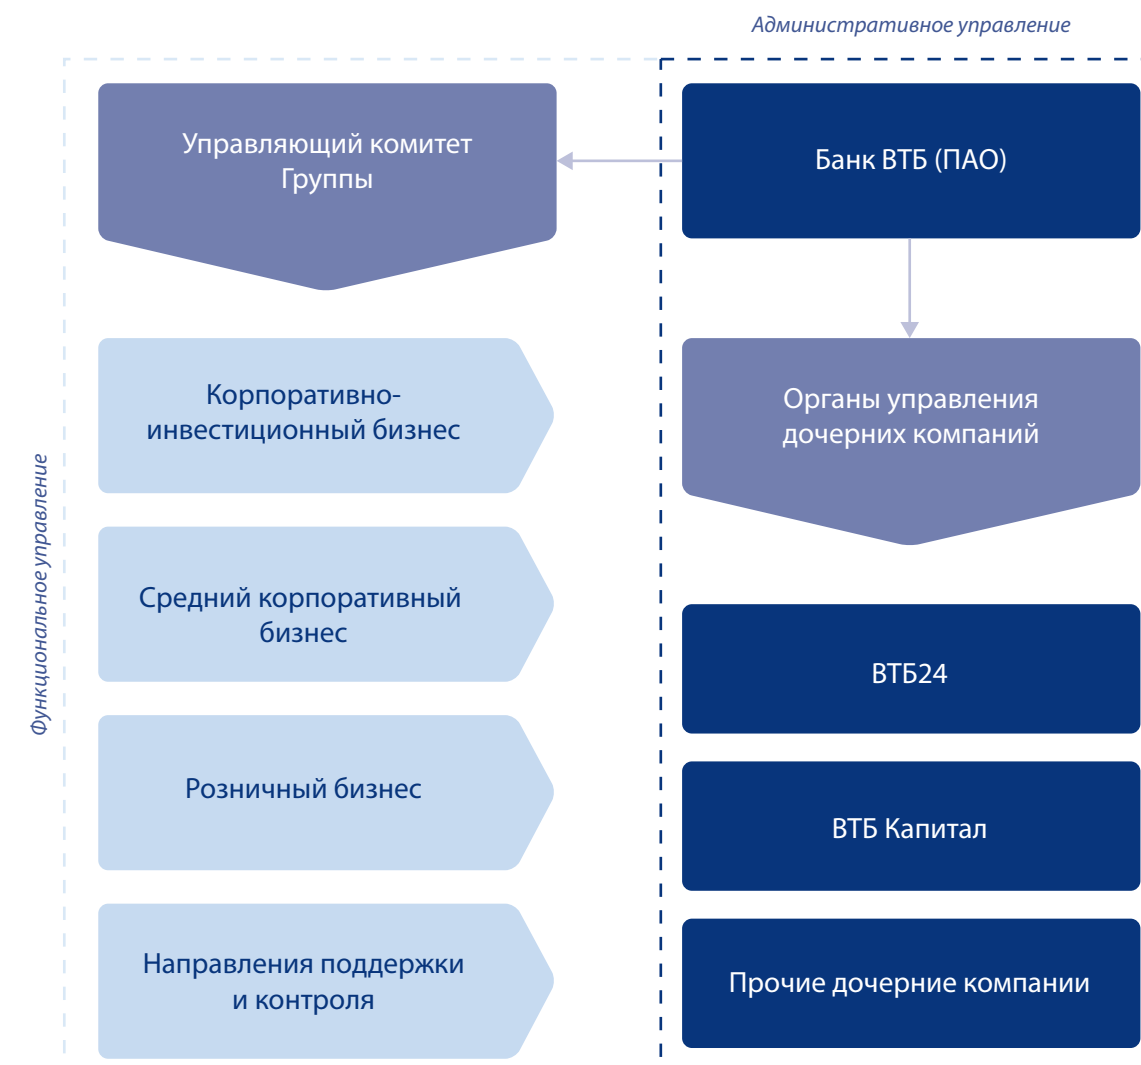 Административное управление
Функциональное управление
Управляющий комитет
Группы
Корпоративно-
инвестиционный бизнес
Средний корпоративный
бизнес
Розничный бизнес
Направления поддержки
и контроля
Банк ВТБ (ПАО)
Органы управления
дочерних компаний
ВТБ24
ВТБ Капитал
Прочие дочерние компании